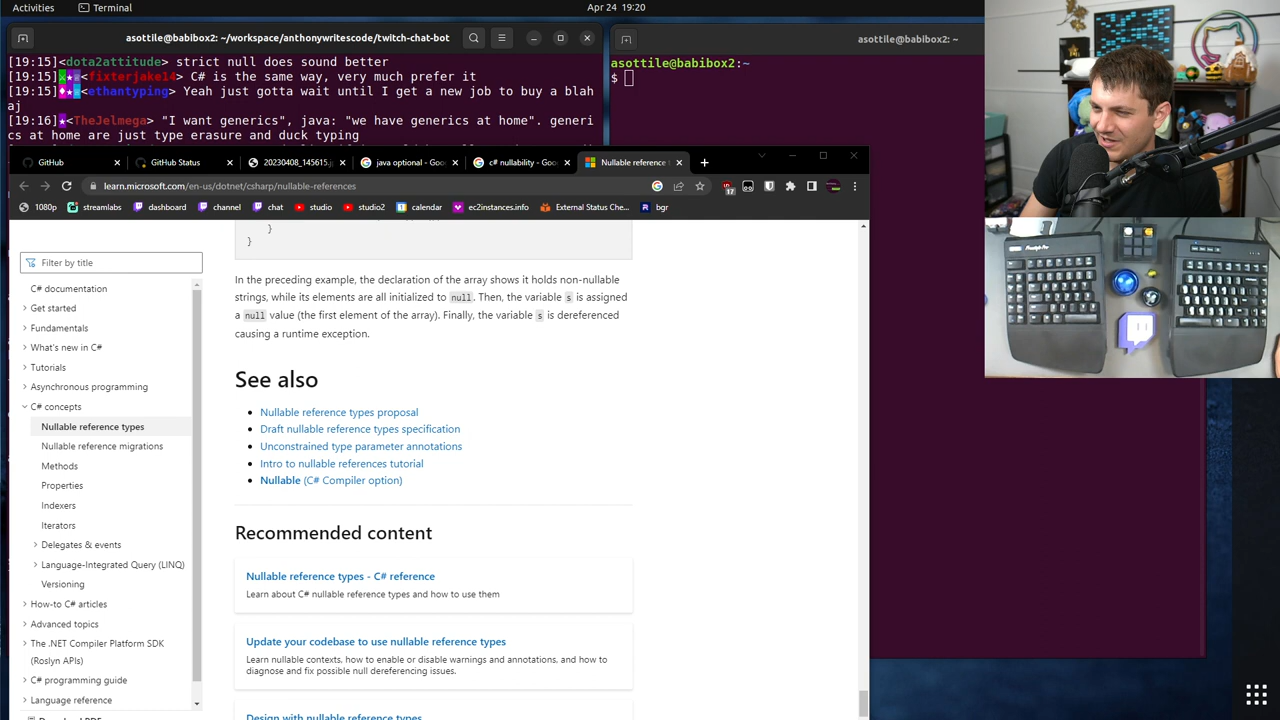 Activities
Terminal
Apr 24 19:20
asottile@babibox2: ~/workspace/anthonywritescode/twitch-chat-bot
[19:15]<dota2attitude> strict null does sound better
[19:15]<fixterjake14> C# is the same way, very much prefer it
[19:15]<ethantyping> Yeah just gotta wait until I get a new job to buy a blah
aj
[19:16]<TheJelmega> "I want generics", java: "we have generics at home". generi
cs at home are just type erasure and duck typing
asottile@babibox2: ~
asottile@babibox2:~
$
GitHub
GitHub Status
20230408_145615.j
java optional - Goo
c# nullability - Goo
Nullable reference
learn.microsoft.com/en-us/dotnet/csharp/nullable-references
17
1080p
streamlabs
dashboard
channel
chat
studio
studio2
calendar
ec2instances.info
External Status Che...
bgr
Filter by title
C# documentation
Get started
Fundamentals
What's new in C#
Tutorials
Asynchronous programming
C# concepts
Nullable reference types
Nullable reference migrations
Methods
Properties
Indexers
Iterators
Delegates & events
Language-Integrated Query (LINQ)
Versioning
How-to C# articles
Advanced topics
The .NET Compiler Platform SDK
(Roslyn APIs)
C# programming guide
Language reference
Download PDF
}
}
In the preceding example, the declaration of the array shows it holds non-nullable
strings, while its elements are all initialized to null. Then, the variable s is assigned
a null value (the first element of the array). Finally, the variable s is dereferenced
causing a runtime exception.
See also
Nullable reference types proposal
Draft nullable reference types specification
Unconstrained type parameter annotations
Intro to nullable references tutorial
Nullable (C# Compiler option)
Recommended content
Nullable reference types - C# reference
Learn about C# nullable reference types and how to use them
Update your codebase to use nullable reference types
Learn nullable contexts, how to enable or disable warnings and annotations, and how to
diagnose and fix possible null dereferencing issues.
Design with nullable reference types